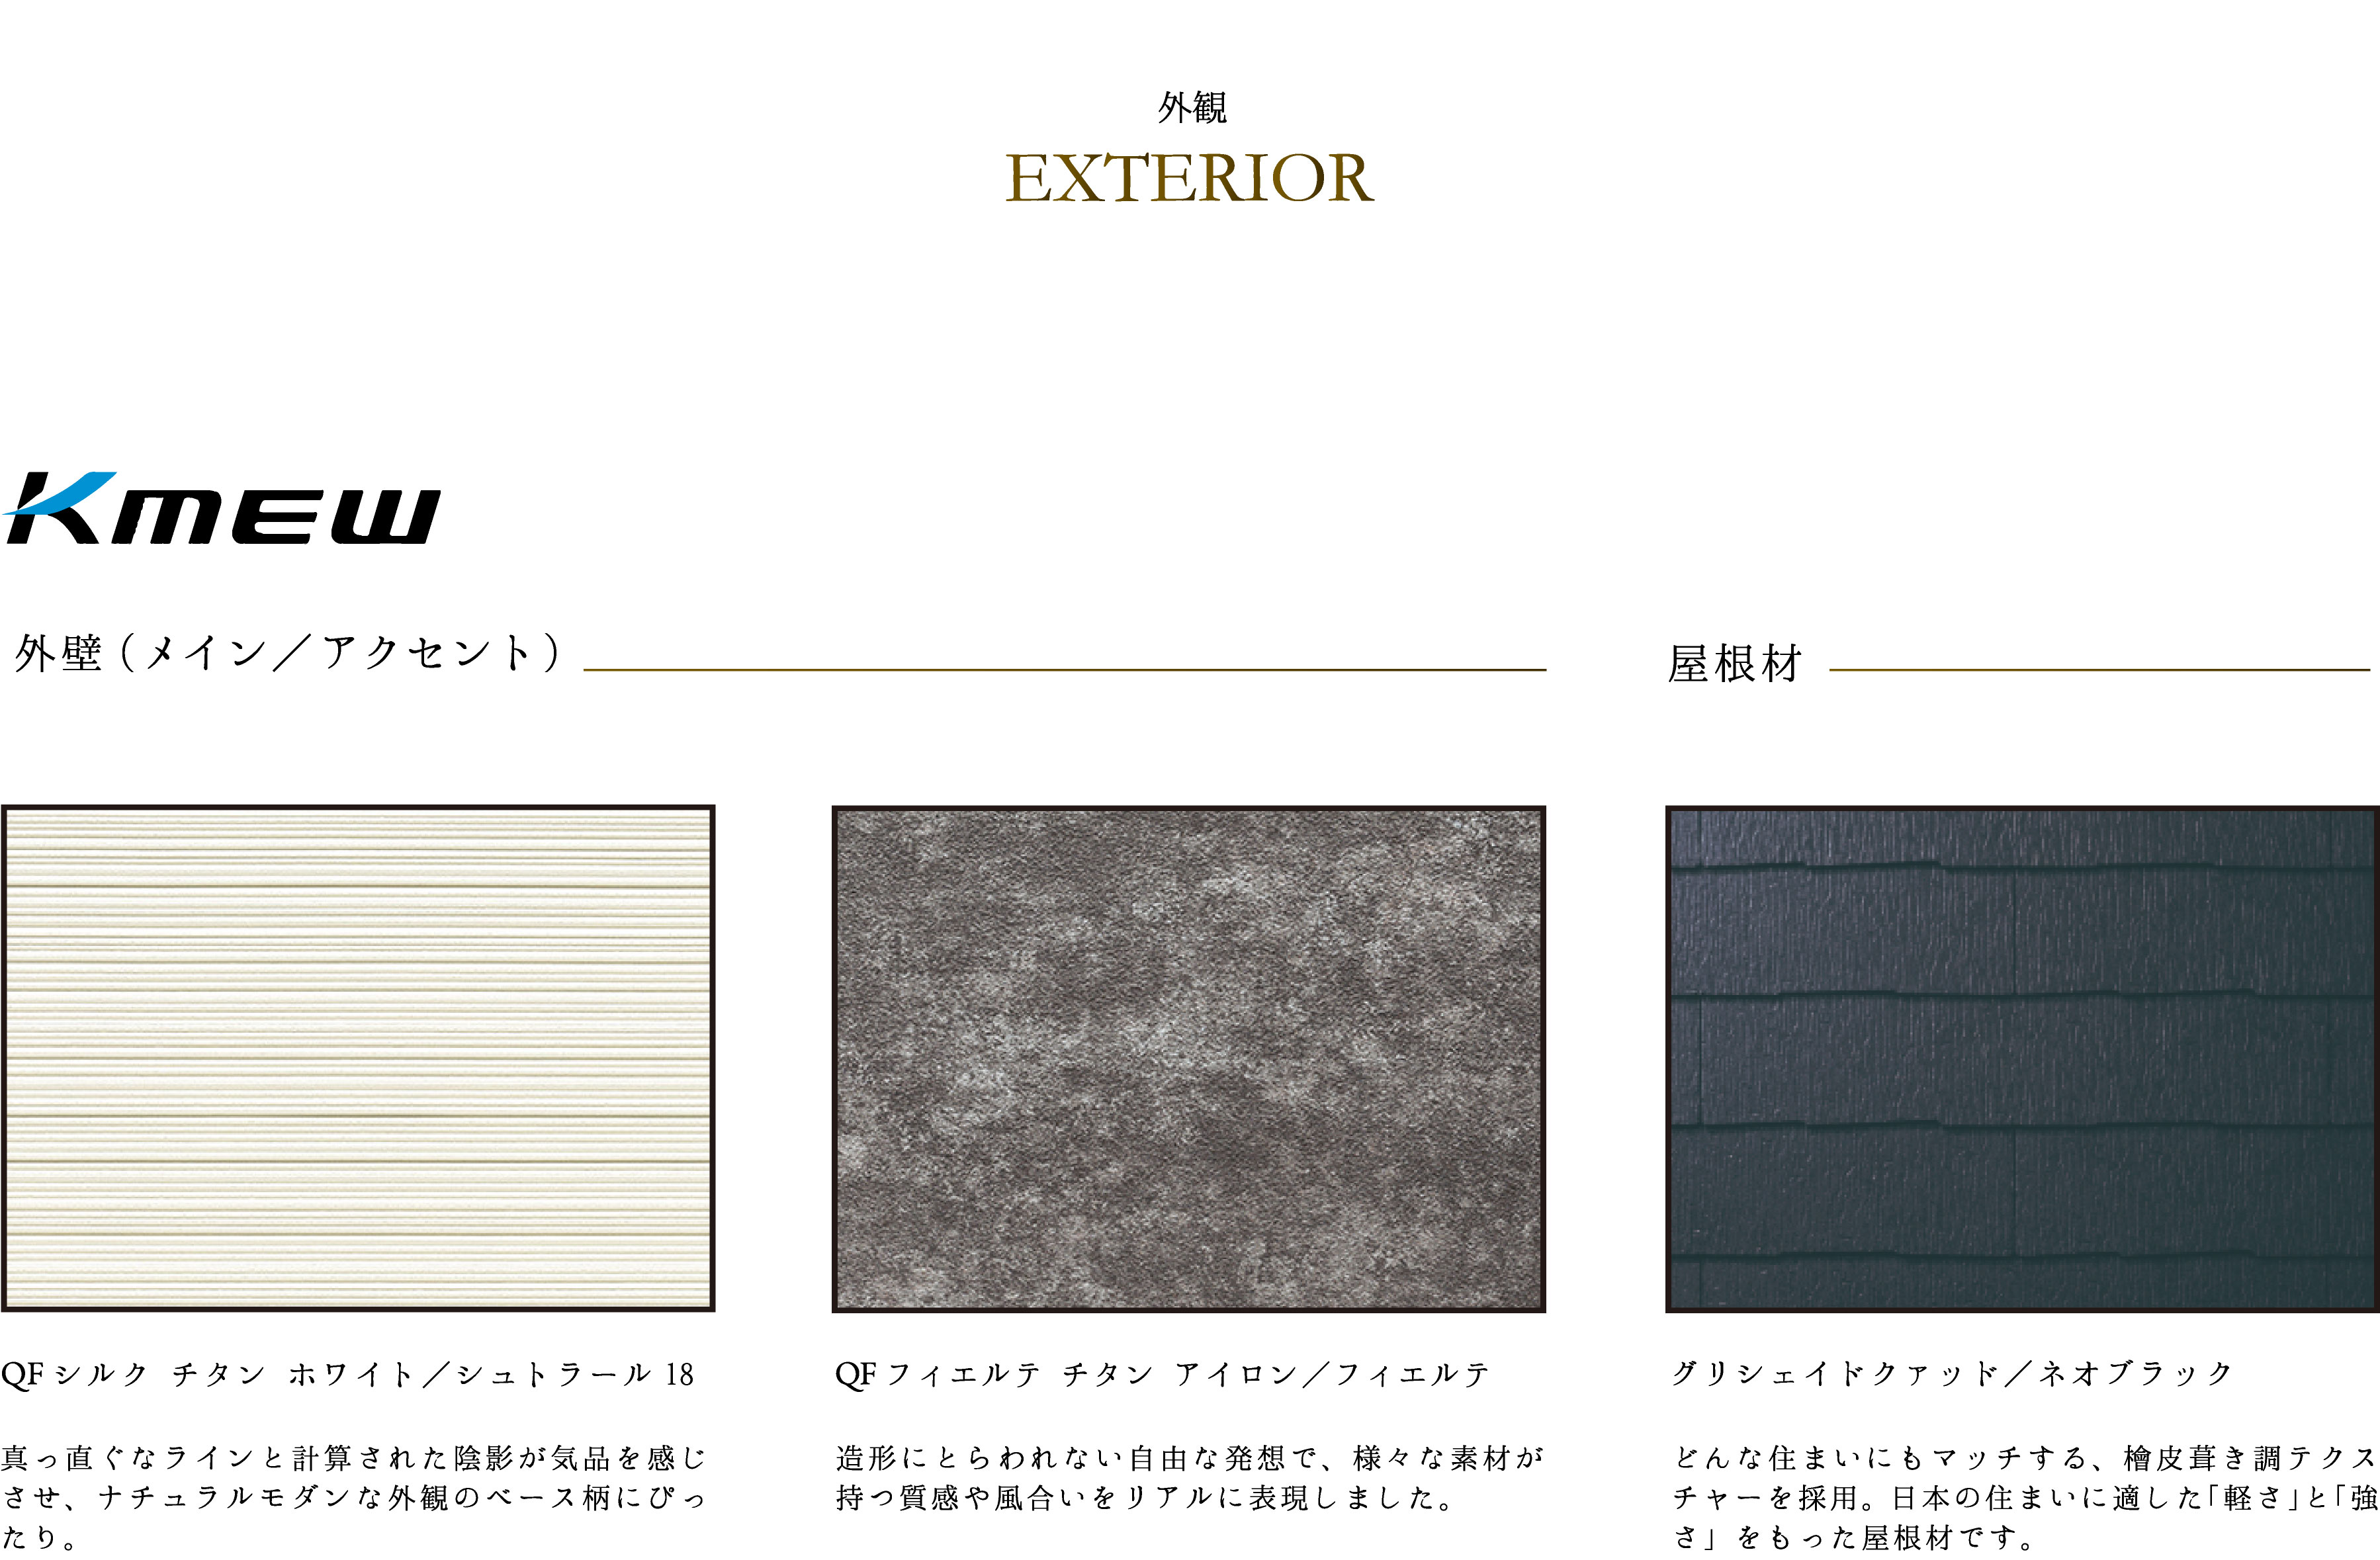 外観
EXTERIOR
Kmew
外壁（メイン／アクセント）
屋根材
QFシルク チタン ホワイト／シュトラール 18
真っ直ぐなラインと計算された陰影が気品を感じ
させ、ナチュラルモダンな外観のベース柄にぴっ
たり。
QFフィエルテ チタン アイロン／フィエルテ
造形にとらわれない自由な発想で、様々な素材が
持つ質感や風合いをリアルに表現しました。
グリシェイドクァッド／ネオブラック
どんな住まいにもマッチする、檜皮葺き調テクス
チャーを採用。日本の住まいに適した「軽さ」と「強
さ」をもった屋根材です。